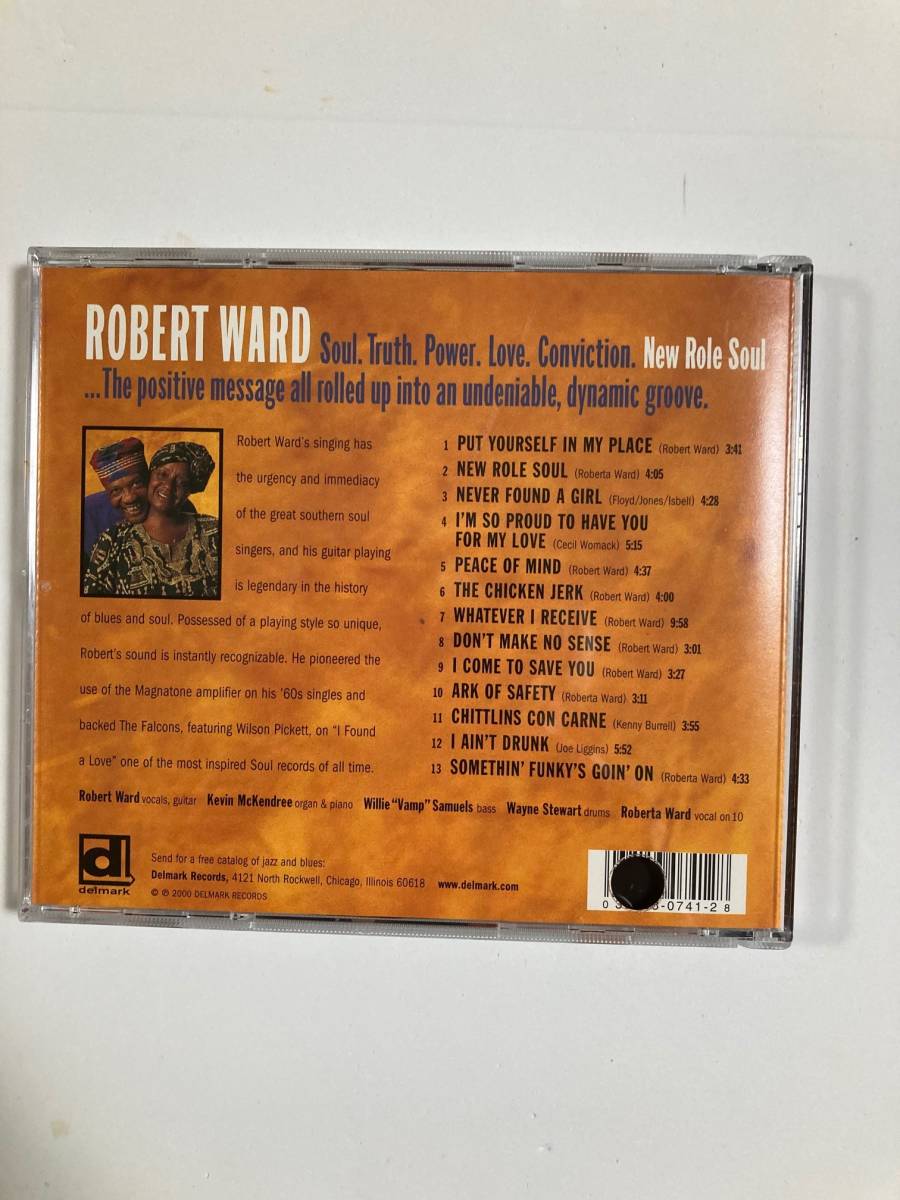 ROBERT WARD Soul. Truth. Power. Love. Conviction. New Role Soul
...The positive message all rolled up into an undeniable, dynamic groove.
Robert Ward's singing has
the urgency and immediacy
of the great southern soul
singers, and his guitar playing
is legendary in the history
of blues and soul. Possessed of a playing style so unique,
Robert's sound is instantly recognizable. He pioneered the
use of the Magnatone amplifier on his '60s singles and
backed The Falcons, featuring Wilson Pickett, on "I Found
a Love" one of the most inspired Soul records of all time.
1 PUT YOURSELF IN MY PLACE (Robert Ward) 3:41
2 NEW ROLE SOUL (Roberta Ward) 4:05
3 NEVER FOUND A GIRL (Floyd/Jones/Isbell) 4:28
4 I'M SO PROUD TO HAVE YOU
FOR MY LOVE (Cecil Womack) 5:15
5 PEACE OF MIND (Robert Ward) 4:37
6 THE CHICKEN JERK (Robert Ward) 4:00
7 WHATEVER I RECEIVE (Robert Ward) 9:58
8 DON'T MAKE NO SENSE (Robert Ward) 3:01
9 I COME TO SAVE YOU (Robert Ward) 3:27
10 ARK OF SAFETY (Roberta Ward) 3:11
11 CHITTLINS CON CARNE (Kenny Burrell) 3:55
12 I AIN'T DRUNK (Joe Liggins) 5:52
13 SOMETHIN' FUNKY'S GOIN' ON (Roberta Ward) 4:33
Robert Ward vocals, guitar Kevin McKendree organ & piano Willie "Vamp" Samuels bass Wayne Stewart drums Roberta Ward vocal on 10
d
delmark
Send for a free catalog of jazz and blues:
Delmark Records, 4121 North Rockwell, Chicago, Illinois 60618 www.delmark.com
© ℗ 2000 DELMARK RECORDS
-0741-2 8